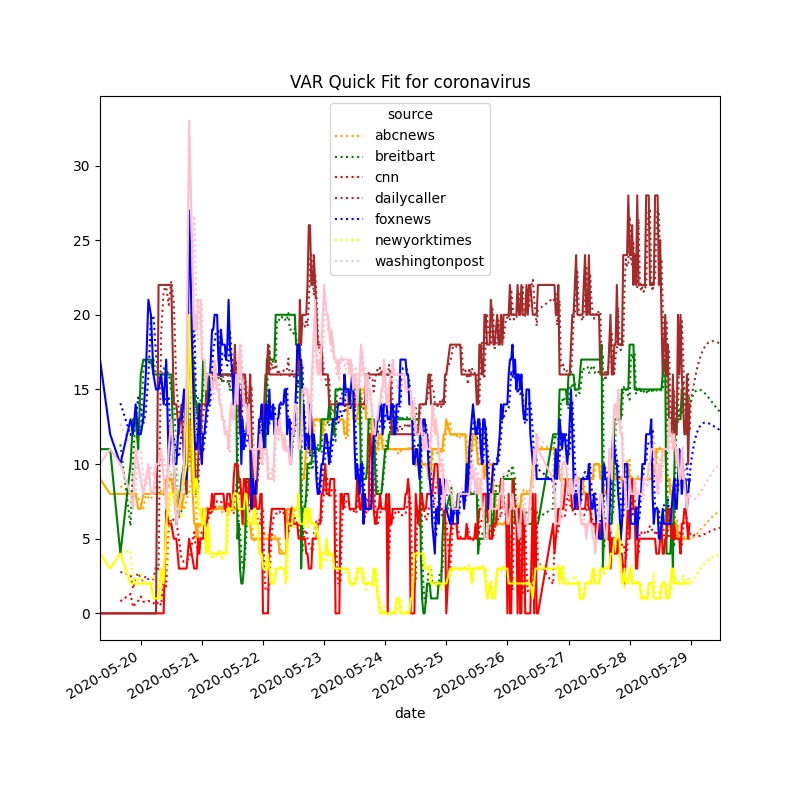 VAR Quick Fit for coronavirus
source
abcnews
breitbart
cnn
dailycaller
foxnews
newyorktimes
washingtonpost
30
25
20
15
10
5
0
2020-05-20
2020-05-21
2020-05-22
2020-05-23
2020-05-24
2020-05-25
2020-05-26
2020-05-27
2020-05-28
2020-05-29
date